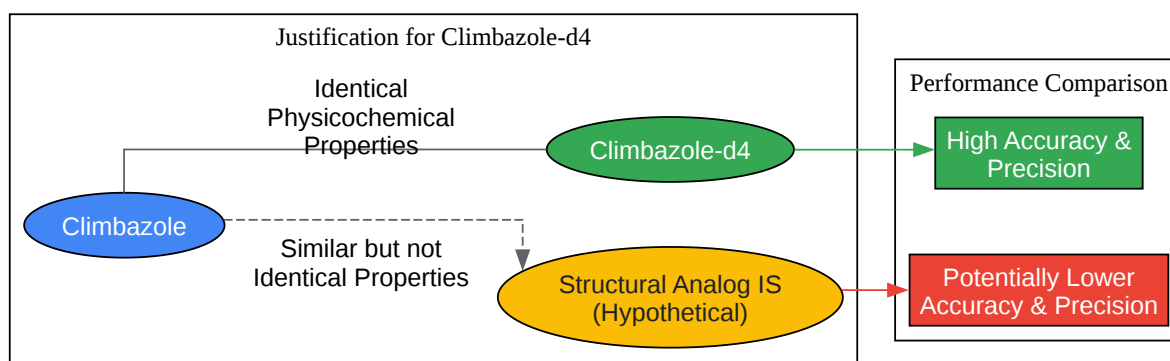 Justification for Climbazole-d4
Identical
Physicochemical
Properties
Climbazole-d4
Climbazole
Similar but not
Identical Properties
Structural Analog IS
(Hypothetical)
Performance Comparison
High Accuracy &
Precision
Potentially Lower
Accuracy & Precision